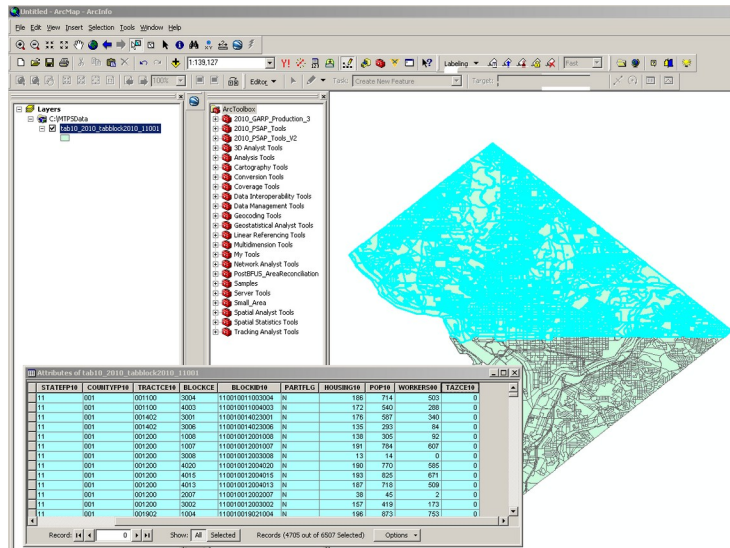 Untitled - ArcMap - ArcInfo
File Edit View Insert Selection Tools Window Help
1:139,127
Labeling
Fast
100%
Editor
Task: Create New Feature
Target:
Layers
C:\MTPSData
tab10_2010_tabblock2010_11001
ArcToolbox
2010_GARP_Production_3
2010_PSAP_Tools
2010_PSAP_Tools_V2
3D Analyst Tools
Analysis Tools
Cartography Tools
Conversion Tools
Coverage Tools
Data Interoperability Tools
Data Management Tools
Geocoding Tools
Geostatistical Analyst Tools
Linear Referencing Tools
Multidimension Tools
My Tools
Network Analyst Tools
PostBFUS_AreaReconciliation
Samples
Server Tools
Small_Area
Spatial Analyst Tools
Spatial Statistics Tools
Tracking Analyst Tools
Attributes of tab10_2010_tabblock2010_11001
STATEFP10 COUNTYFP10 TRACTCE10 BLOCKCE BLOCKID10 PARTFLG HOUSING10 POP10 WORKERS00 TAZCE10
11 001 001100 3004 110010011003004 N 186 714 503 0
11 001 001100 4003 110010011004003 N 172 540 288 0
11 001 001402 3001 110010014023001 N 176 587 340 0
11 001 001402 3006 110010014023006 N 135 293 84 0
11 001 001200 1008 110010012001008 N 138 305 92 0
11 001 001200 1007 110010012001007 N 191 784 607 0
11 001 001200 3008 110010012003008 N 13 14 0 0
11 001 001200 4020 110010012004020 N 190 770 585 0
11 001 001200 4015 110010012004015 N 193 825 671 0
11 001 001200 4013 110010012004013 N 187 718 509 0
11 001 001200 2007 110010012002007 N 38 45 2 0
11 001 001200 3002 110010012003002 N 157 419 173 0
11 001 001902 1004 110010019021004 N 196 873 753 0
Record: 0 Show: All Selected Records (4705 out of 6507 Selected) Options